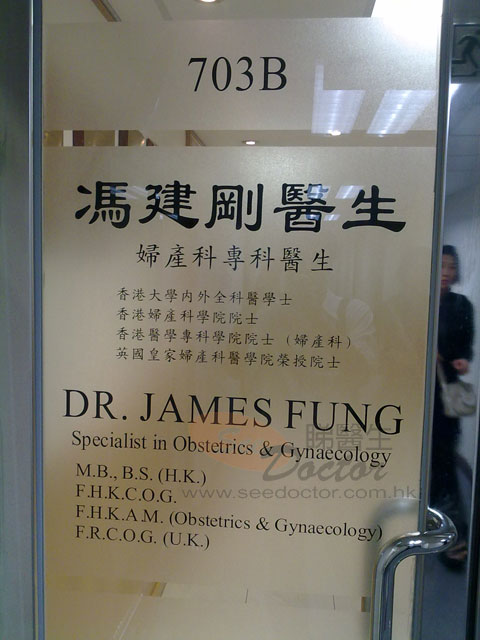 703B
馮建剛醫生
婦產科專科醫生
香港大學內外全科醫學士
香港婦產科學院院士
香港醫學專科學院院士（婦產科）
英國皇家婦產科醫學院榮授院士
DR. JAMES FUNG
Specialist in Obstetrics & Gynaecology
M.B., B.S. (H.K.)
F.H.K.C.O.G.
F.H.K.A.M. (Obstetrics & Gynaecology)
F.R.C.O.G. (U.K.)
睇醫生
Doctor
www.seedoctor.com.hk